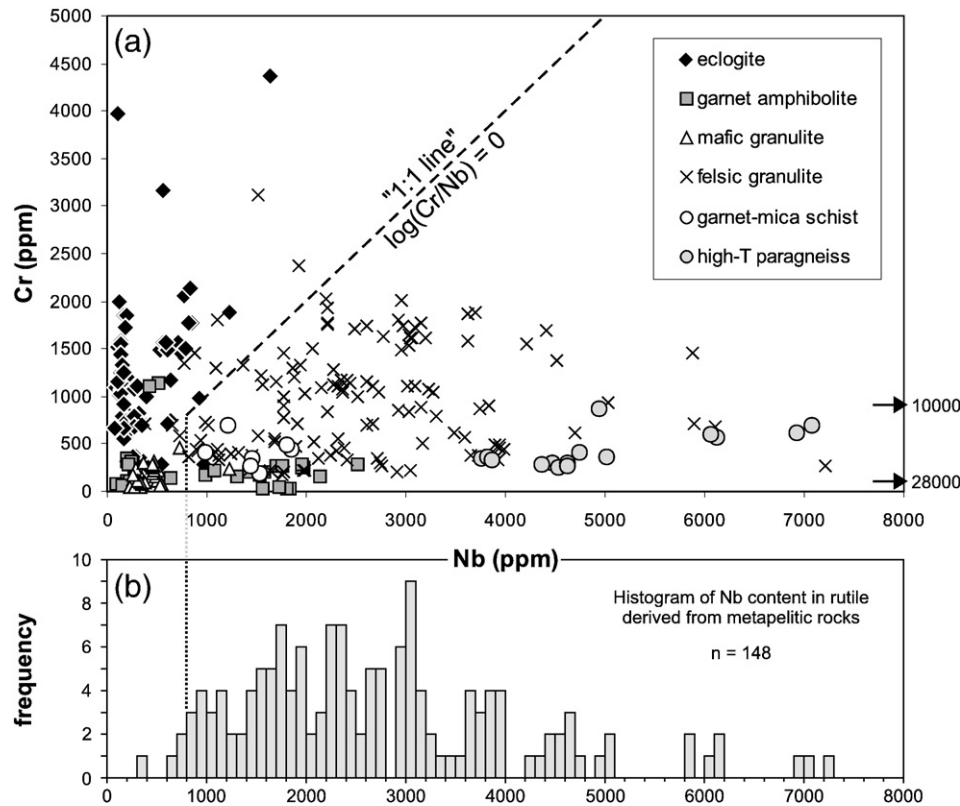 (a)
5000
4500
4000
3500
3000
2500
2000
1500
1000
500
0
Cr (ppm)
"1:1 line"
log(Cr/Nb) = 0
eclogite
garnet amphibolite
mafic granulite
felsic granulite
garnet-mica schist
high-T paragneiss
10000
28000
0 1000 2000 3000 4000 5000 6000 7000 8000
Nb (ppm)
(b)
10
8
6
4
2
0
frequency
Histogram of Nb content in rutile
derived from metapelitic rocks
n = 148
0 1000 2000 3000 4000 5000 6000 7000 8000